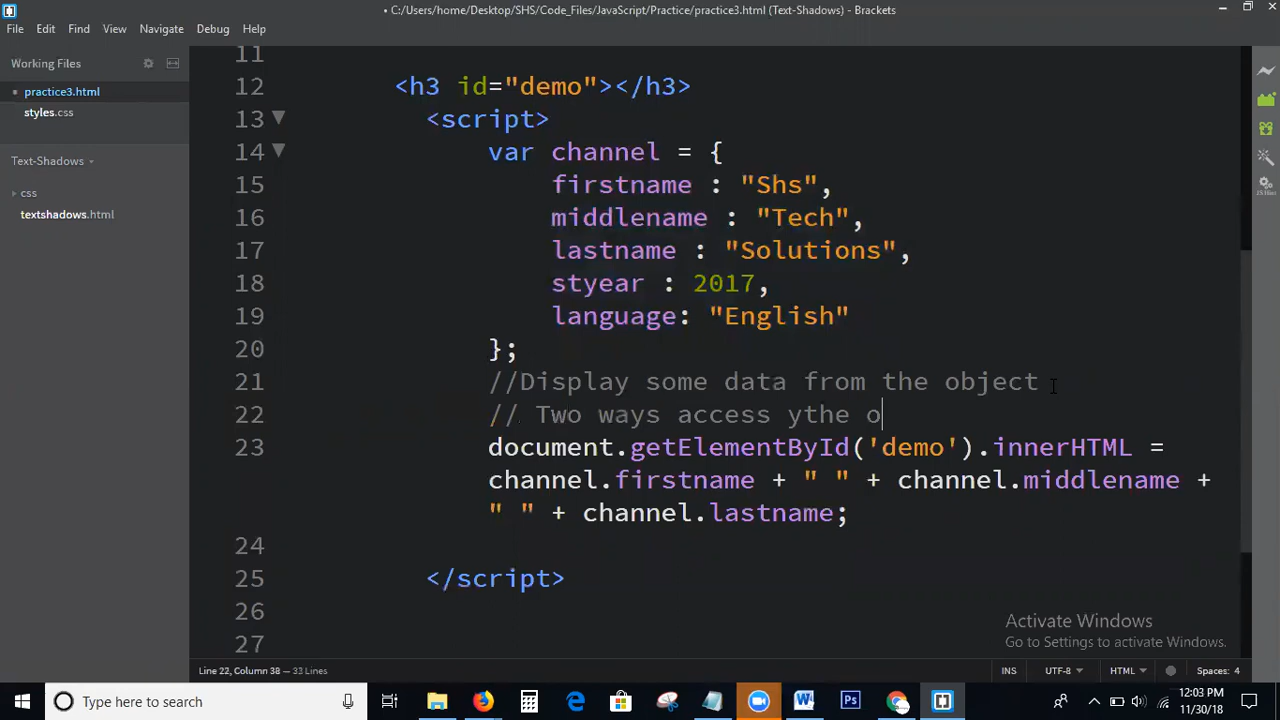 • C:/Users/home/Desktop/SHS/Code_Files/JavaScript/Practice/practice3.html (Text-Shadows) - Brackets
File Edit Find View Navigate Debug Help
Working Files
• practice3.html
styles.css
Text-Shadows
css
textshadows.html
11
12 <h3 id="demo"></h3>
13 <script>
14 var channel = {
15 firstname : "Shs",
16 middlename : "Tech",
17 lastname : "Solutions",
18 styear : 2017,
19 language: "English"
20 };
21 //Display some data from the object
22 // Two ways access ythe o
23 document.getElementById('demo').innerHTML =
channel.firstname + " " + channel.middlename +
" " + channel.lastname;
24
25 </script>
26
27
Activate Windows
Go to Settings to activate Windows.
Line 22, Column 38 — 33 Lines
INS UTF-8 HTML Spaces: 4
Type here to search
12:03 PM
11/30/18